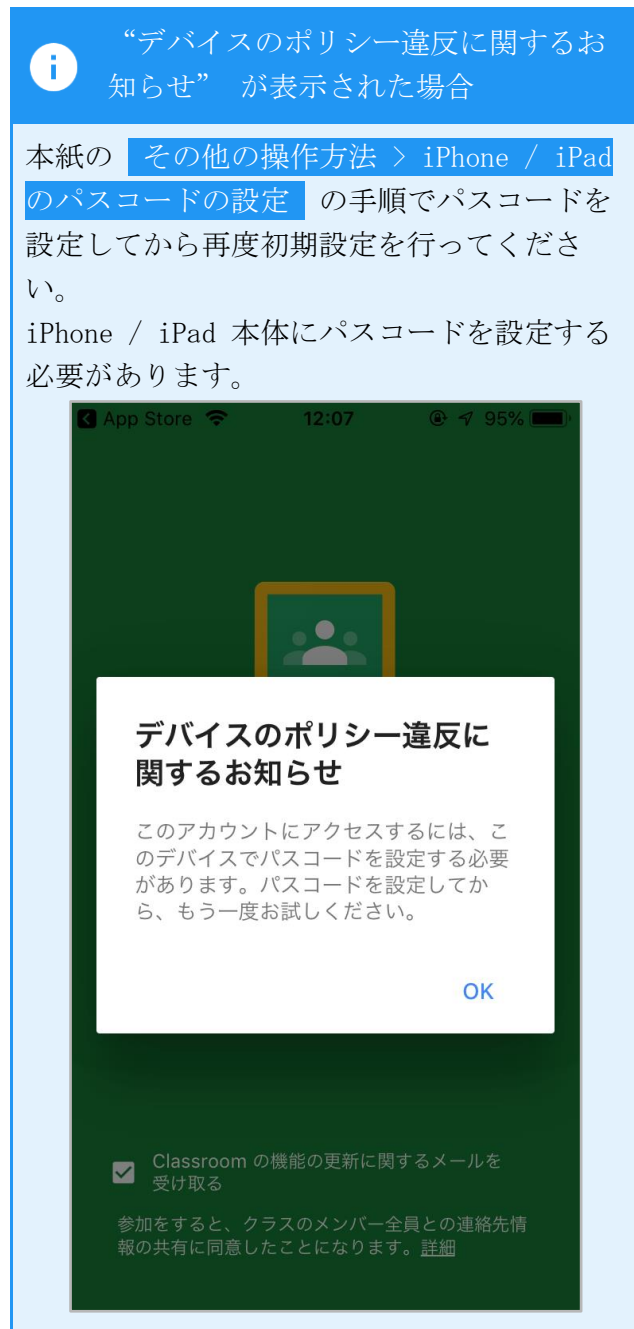 “デバイスのポリシー違反に関するお
知らせ” が表示された場合
本紙の その他の操作方法 > iPhone / iPad
のパスコードの設定 の手順でパスコードを
設定してから再度初期設定を行ってくださ
い。
iPhone / iPad 本体にパスコードを設定する
必要があります。
App Store 12:07 95%
デバイスのポリシー違反に
関するお知らせ
このアカウントにアクセスするには、こ
のデバイスでパスコードを設定する必要
があります。パスコードを設定してか
ら、もう一度お試しください。
OK
Classroom の機能の更新に関するメールを
受け取る
参加をすると、クラスのメンバー全員との連絡先情
報の共有に同意したことになります。詳細